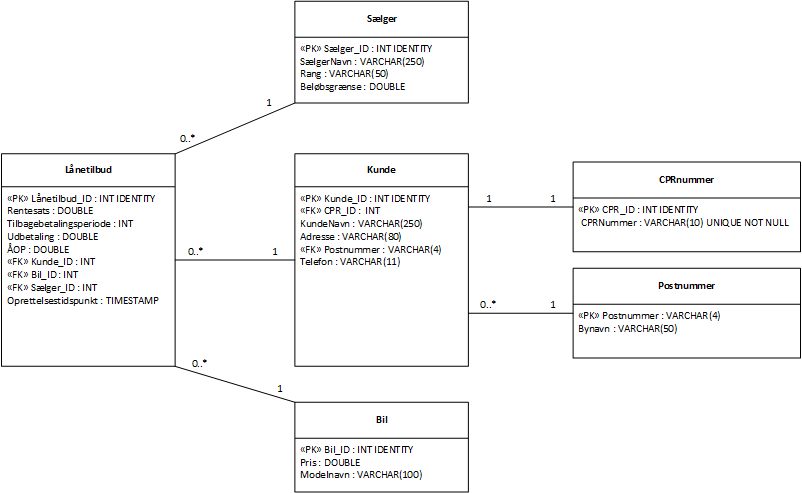 Sælger
«PK» Sælger_ID : INT IDENTITY
SælgerNavn : VARCHAR(250)
Rang : VARCHAR(50)
Beløbsgrænse : DOUBLE
1
0..*
Lånetilbud
«PK» Lånetilbud_ID : INT IDENTITY
Rentesats : DOUBLE
Tilbagebetalingsperiode : INT
Udbetaling : DOUBLE
ÅOP : DOUBLE
«FK» Kunde_ID : INT
«FK» Bil_ID : INT
«FK» Sælger_ID : INT
Oprettelsestidspunkt : TIMESTAMP
0..*
1
Kunde
«PK» Kunde_ID : INT IDENTITY
«FK» CPR_ID : INT
KundeNavn : VARCHAR(250)
Adresse : VARCHAR(80)
«FK» Postnummer : VARCHAR(4)
Telefon : VARCHAR(11)
1
1
CPRnummer
«PK» CPR_ID : INT IDENTITY
CPRNummer : VARCHAR(10) UNIQUE NOT NULL
0..*
1
Postnummer
«PK» Postnummer : VARCHAR(4)
Bynavn : VARCHAR(50)
0..*
1
Bil
«PK» Bil_ID : INT IDENTITY
Pris : DOUBLE
Modelnavn : VARCHAR(100)